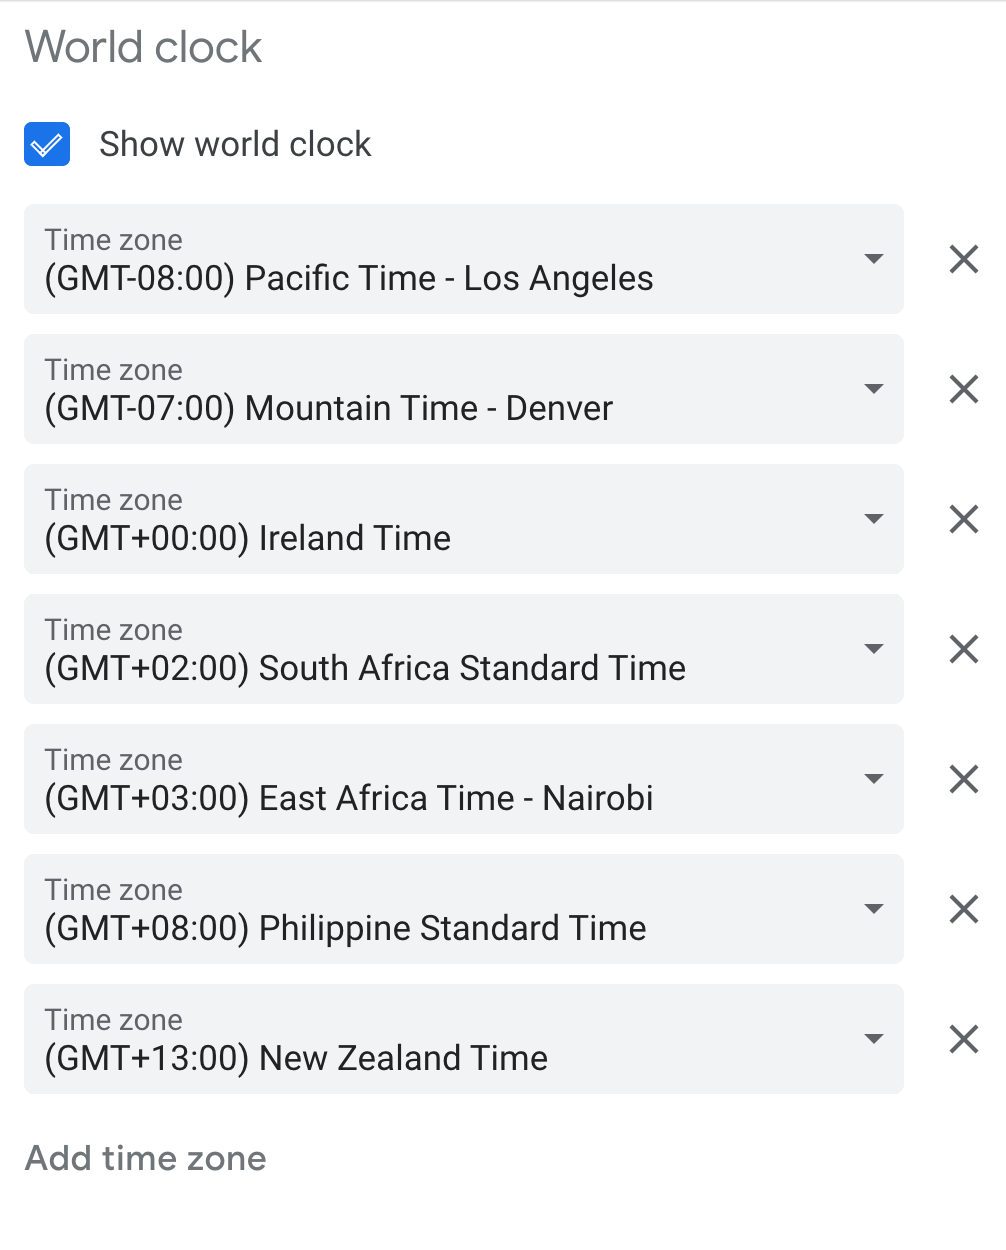 World clock
Show world clock
Time zone
(GMT-08:00) Pacific Time - Los Angeles
Time zone
(GMT-07:00) Mountain Time - Denver
Time zone
(GMT+00:00) Ireland Time
Time zone
(GMT+02:00) South Africa Standard Time
Time zone
(GMT+03:00) East Africa Time - Nairobi
Time zone
(GMT+08:00) Philippine Standard Time
Time zone
(GMT+13:00) New Zealand Time
Add time zone